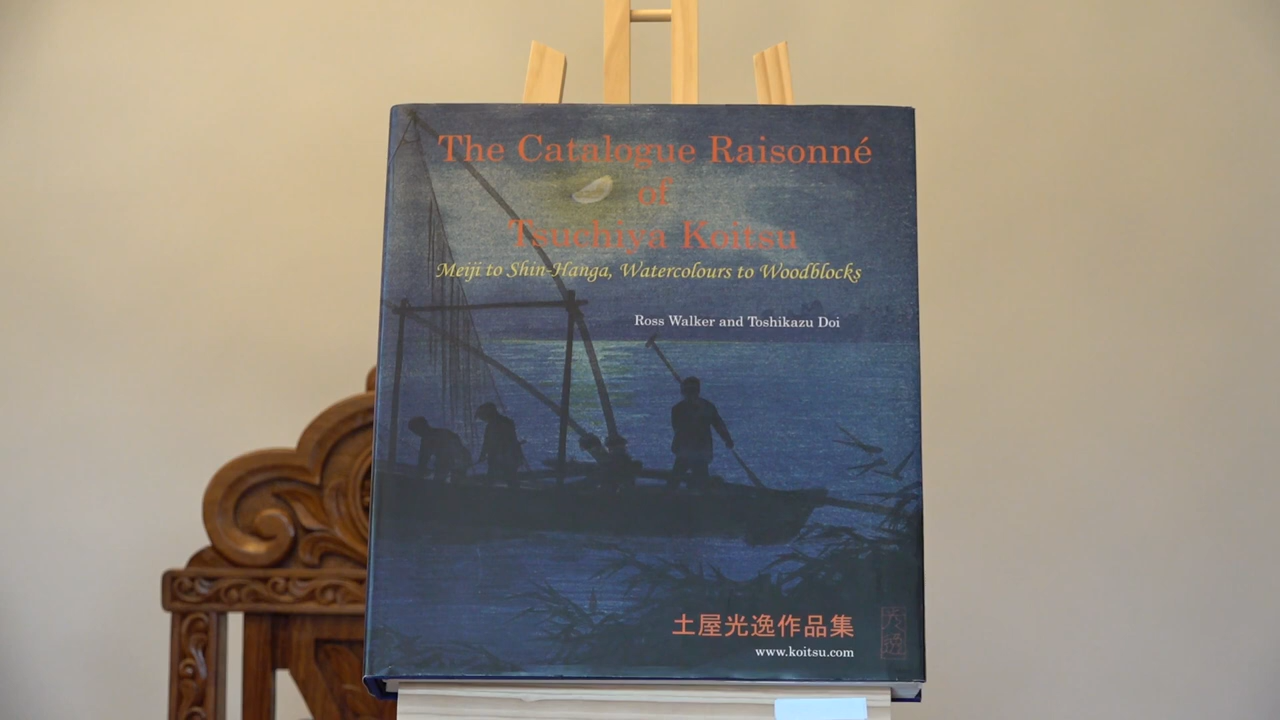 The Catalogue Raisonné
of
Tsuchiya Koitsu
Meiji to Shin-Hanga, Watercolours to Woodblocks
Ross Walker and Toshikazu Doi
土屋光逸作品集
www.koitsu.com